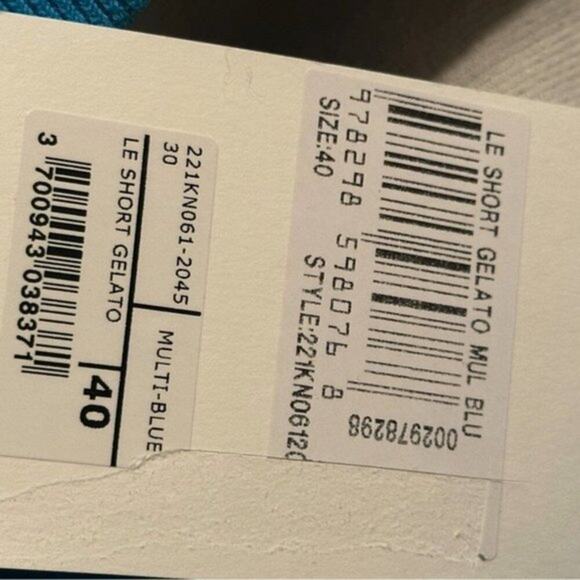 221KN061-2045
30
MULTI-BLUE
LE SHORT GELATO
40
3 700943 038371
LE SHORT GELATO MUL BLU
002978298
978298 598076 8
SIZE:40 STYLE:221KN0612